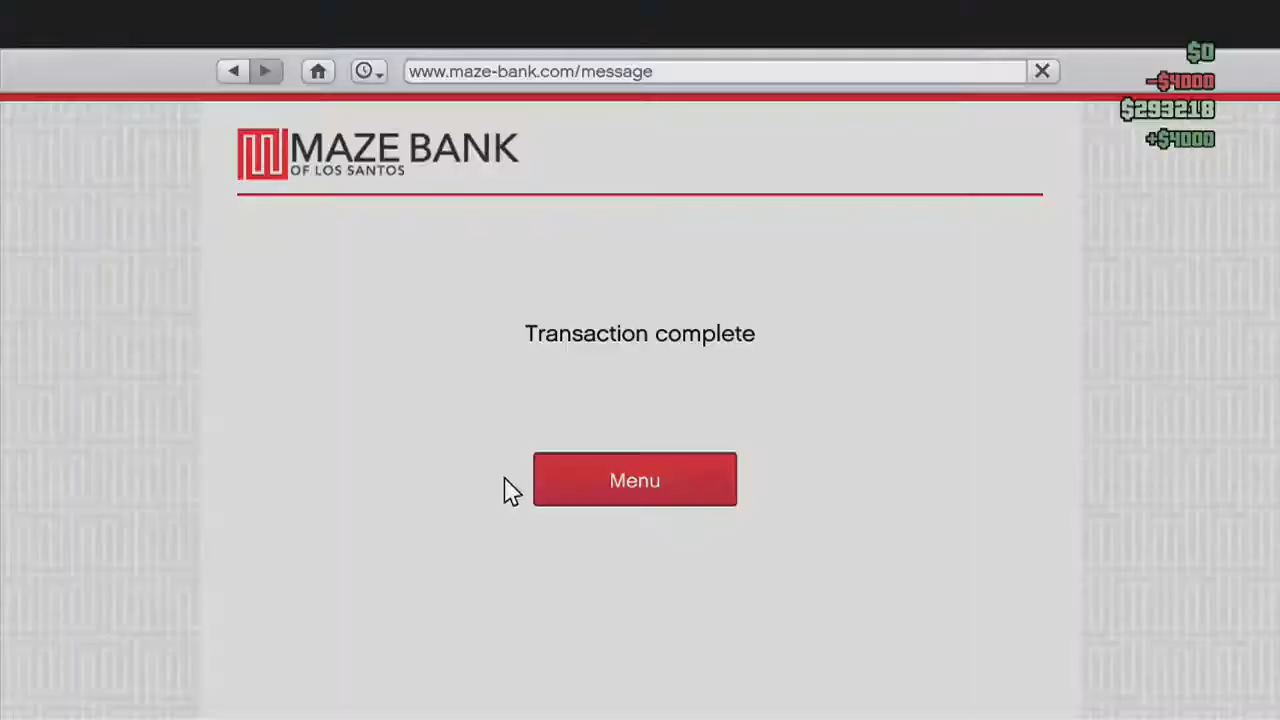 www.maze-bank.com/message
$0
-$4000
$293218
+$4000
MAZE BANK
OF LOS SANTOS
Transaction complete
Menu